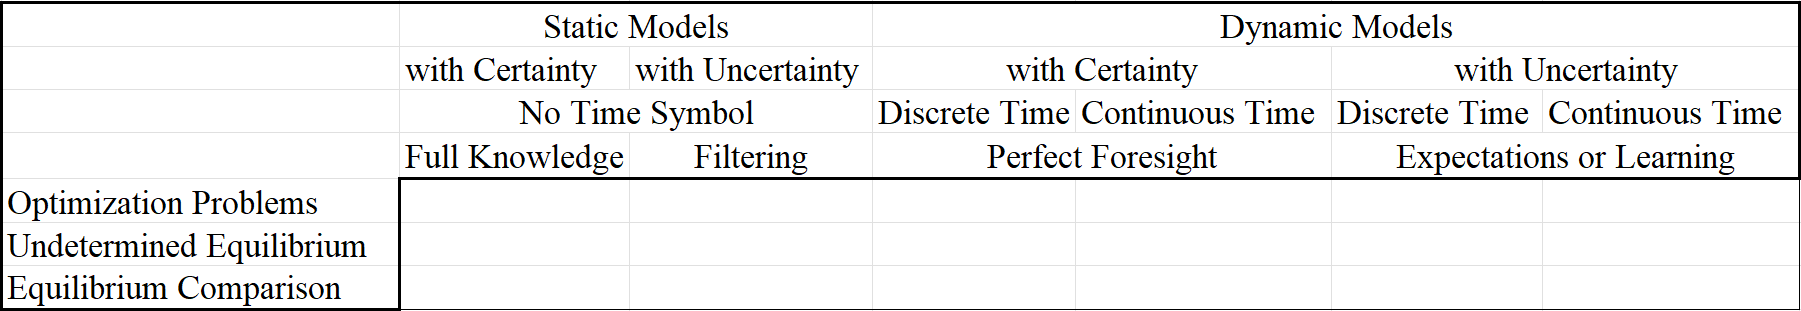 Static Models Dynamic Models
with Certainty with Uncertainty with Certainty with Uncertainty
No Time Symbol Discrete Time Continuous Time Discrete Time Continuous Time
Full Knowledge Filtering Perfect Foresight Expectations or Learning
Optimization Problems
Undetermined Equilibrium
Equilibrium Comparison